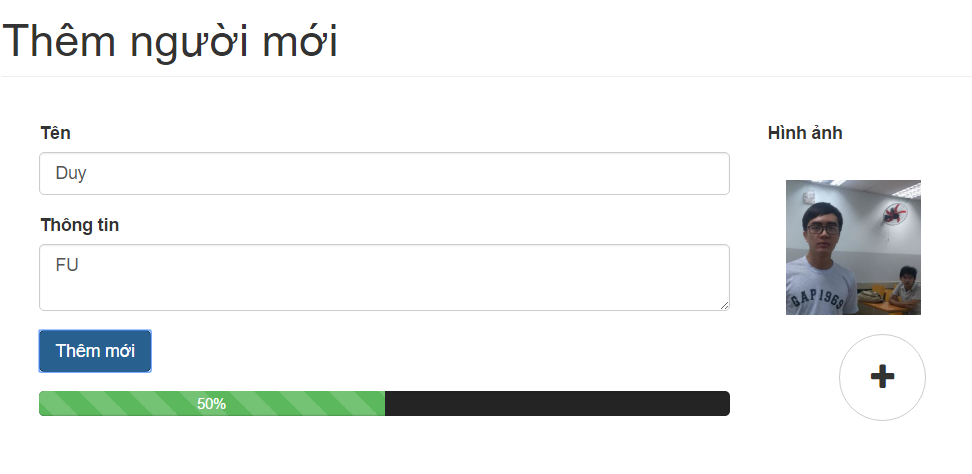 Thêm người mới
Tên
Hình ảnh
Duy
Thông tin
FU
GAP 1969
Thêm mới
50%